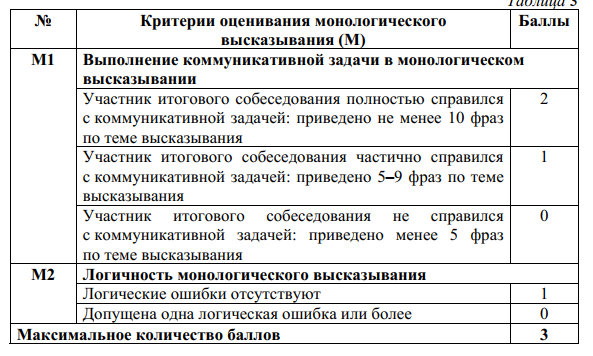 Таблица 3
№ Критерии оценивания монологического Баллы
высказывания (М)
М1 Выполнение коммуникативной задачи в монологическом
высказывании
Участник итогового собеседования полностью справился 2
с коммуникативной задачей: приведено не менее 10 фраз
по теме высказывания
Участник итогового собеседования частично справился 1
с коммуникативной задачей: приведено 5–9 фраз по теме
высказывания
Участник итогового собеседования не справился 0
с коммуникативной задачей: приведено менее 5 фраз
по теме высказывания
М2 Логичность монологического высказывания
Логические ошибки отсутствуют 1
Допущена одна логическая ошибка или более 0
Максимальное количество баллов 3